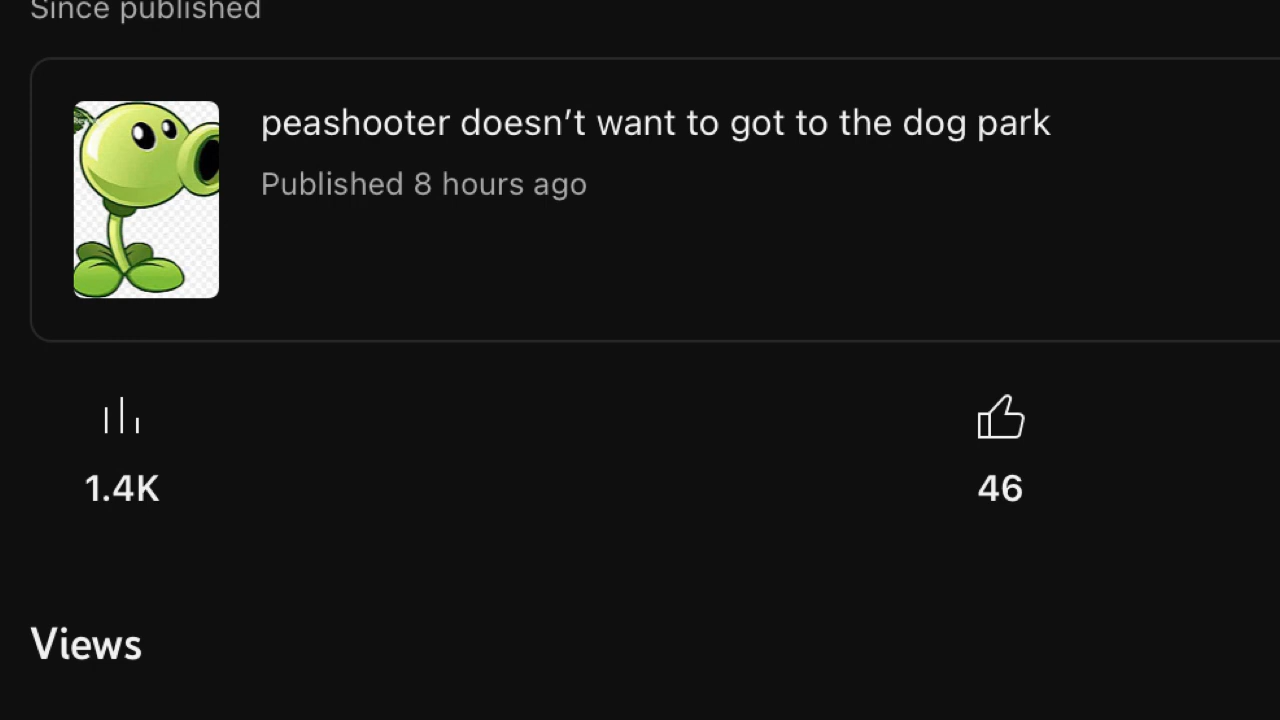 Since published
peashooter doesn’t want to got to the dog park
Published 8 hours ago
1.4K
46
Views